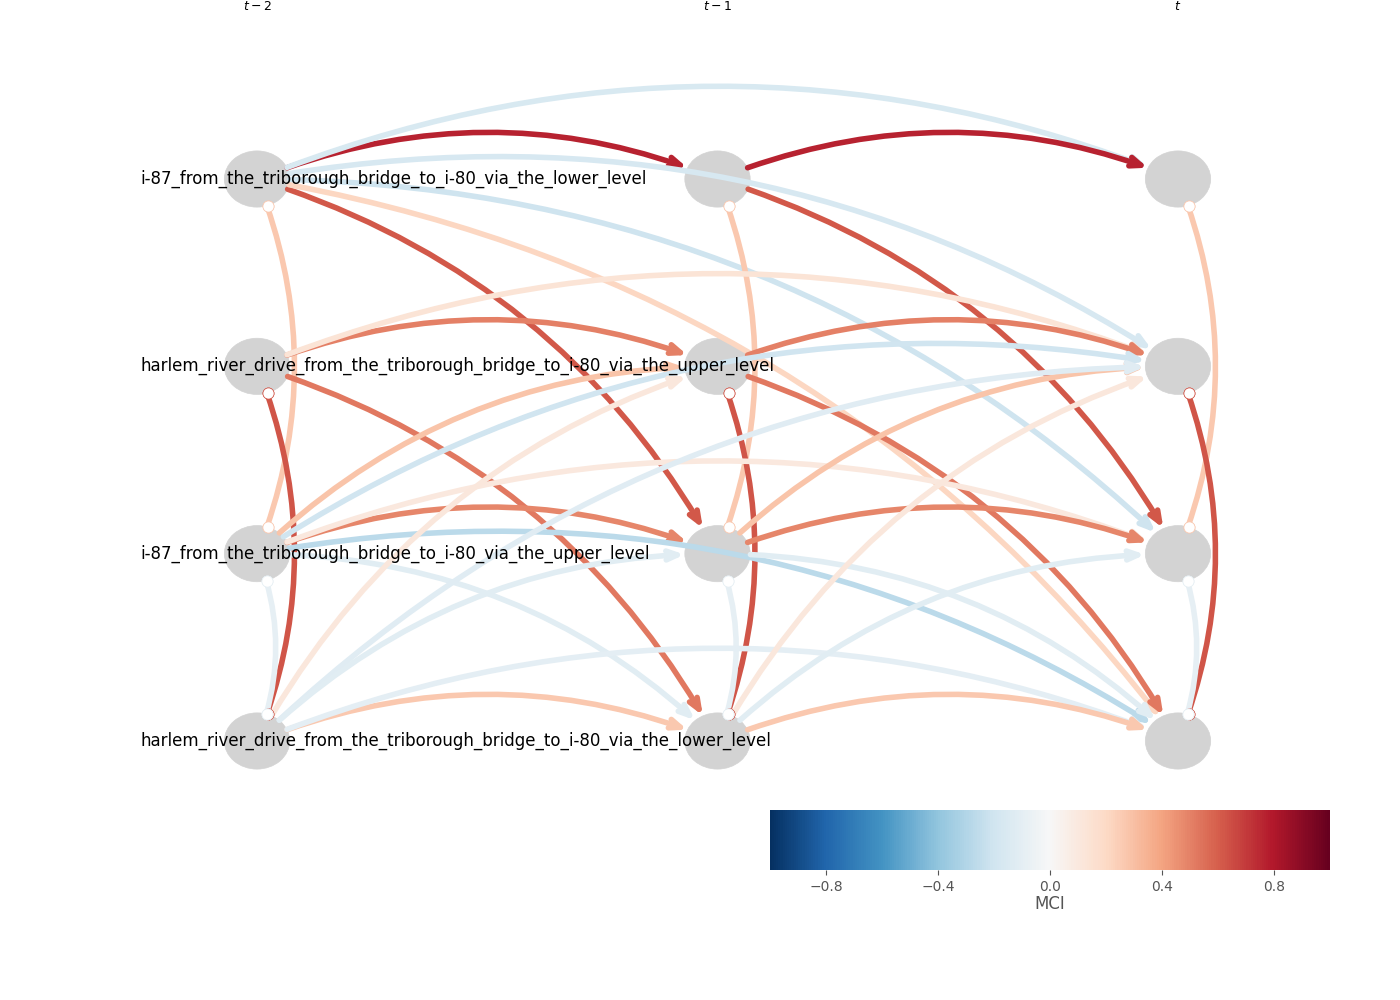 t − 2 t − 1 t
i-87_from_the_triborough_bridge_to_i-80_via_the_lower_level
harlem_river_drive_from_the_triborough_bridge_to_i-80_via_the_upper_level
i-87_from_the_triborough_bridge_to_i-80_via_the_upper_level
harlem_river_drive_from_the_triborough_bridge_to_i-80_via_the_lower_level
−0.8 −0.4 0.0 0.4 0.8
MCI